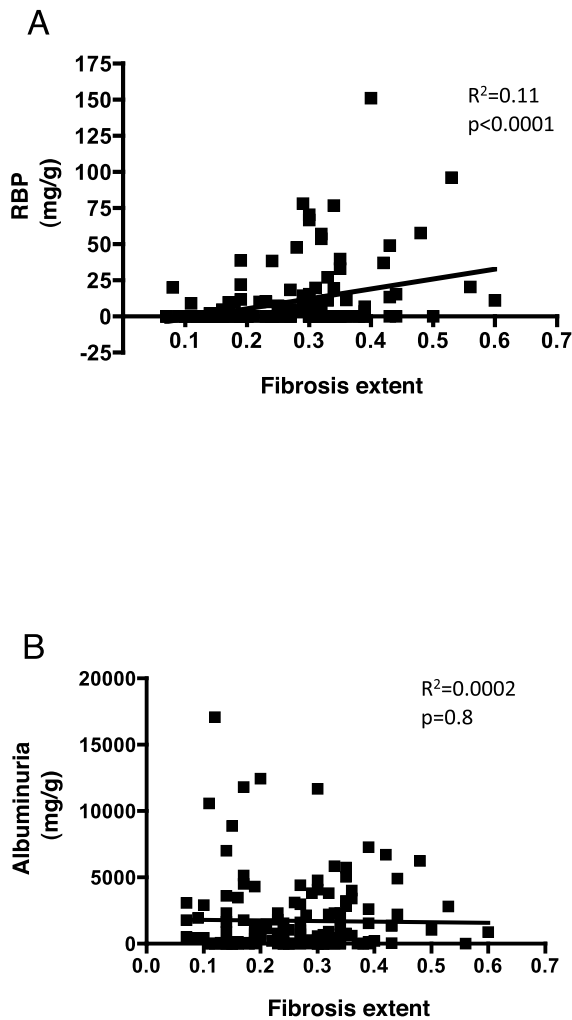 A
175
150
125
100
75
50
25
0
-25
RBP
(mg/g)
R²=0.11
p<0.0001
0.1 0.2 0.3 0.4 0.5 0.6 0.7
Fibrosis extent
B
20000
15000
10000
5000
0
Albuminuria
(mg/g)
R²=0.0002
p=0.8
0.0 0.1 0.2 0.3 0.4 0.5 0.6 0.7
Fibrosis extent